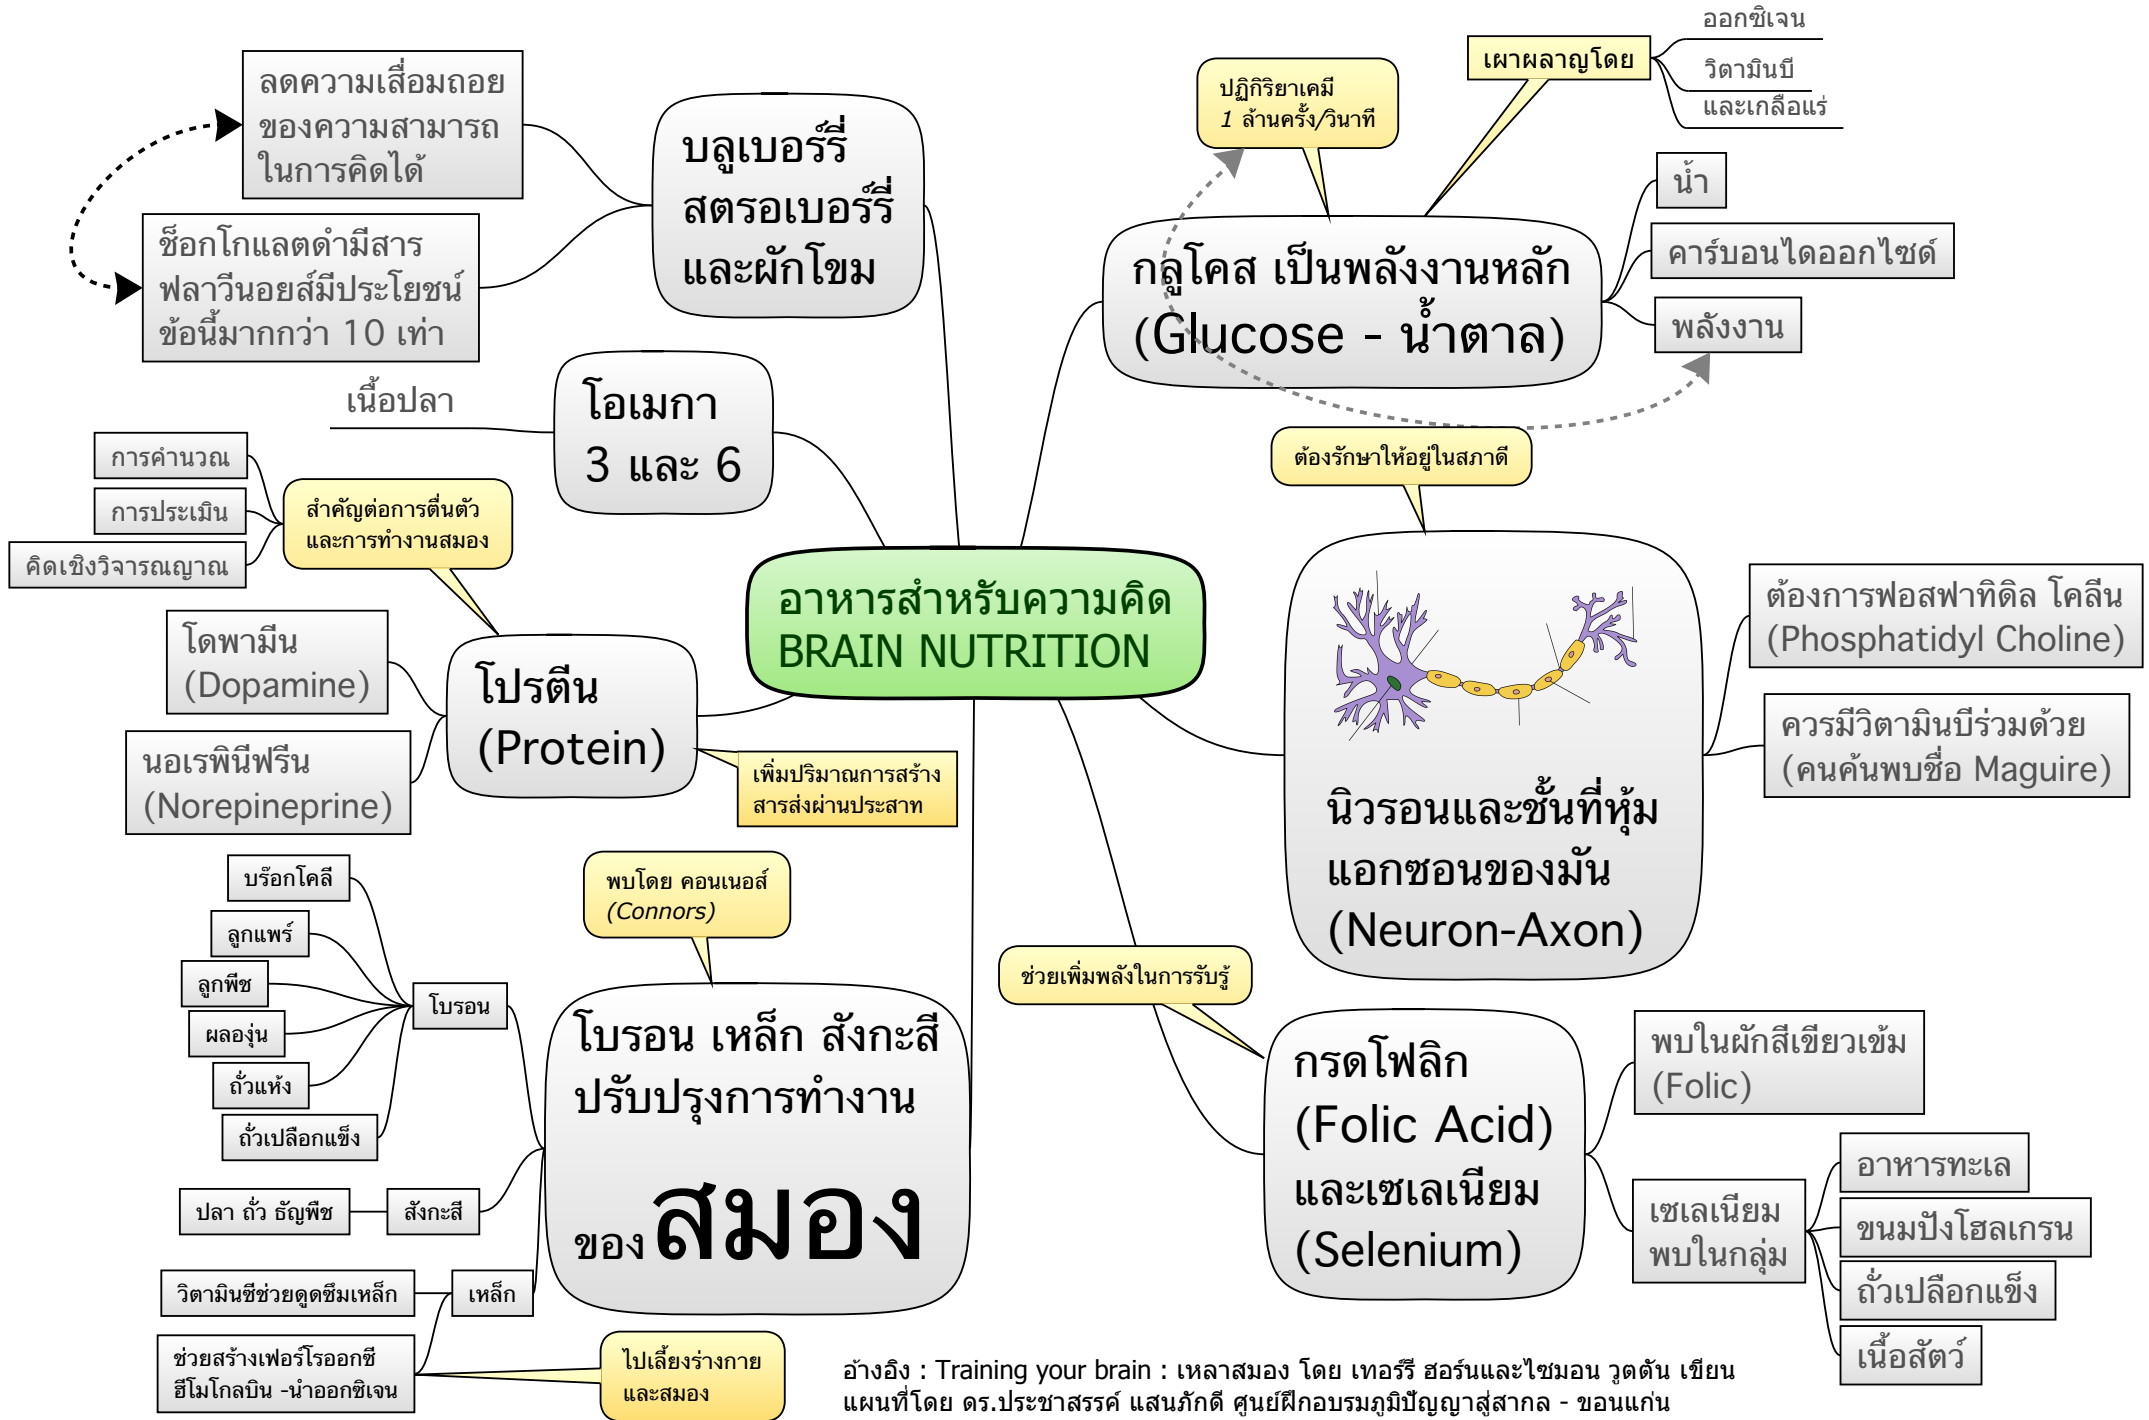 อาหารสำหรับความคิด
BRAIN NUTRITION
ปฏิกิริยาเคมี
1 ล้านครั้ง/วินาที
เผาผลาญโดย
ออกซิเจน
วิตามินบี
และเกลือแร่
กลูโคส เป็นพลังงานหลัก
(Glucose - น้ำตาล)
น้ำ
คาร์บอนไดออกไซด์
พลังงาน
ต้องรักษาให้อยู่ในสภาดี
นิวรอนและชั้นที่หุ้ม
แอกซอนของมัน
(Neuron-Axon)
ต้องการฟอสฟาทิดิล โคลีน
(Phosphatidyl Choline)
ควรมีวิตามินบีร่วมด้วย
(คนค้นพบชื่อ Maguire)
ช่วยเพิ่มพลังในการรับรู้
กรดโฟลิก
(Folic Acid)
และเซเลเนียม
(Selenium)
พบในผักสีเขียวเข้ม
(Folic)
เซเลเนียม
พบในกลุ่ม
อาหารทะเล
ขนมปังโฮลเกรน
ถั่วเปลือกแข็ง
เนื้อสัตว์
บลูเบอร์รี่
สตรอเบอร์รี่
และผักโขม
ลดความเสื่อมถอย
ของความสามารถ
ในการคิดได้
ช็อกโกแลตดำมีสาร
ฟลาวีนอยส์มีประโยชน์
ข้อนี้มากกว่า 10 เท่า
โอเมกา
3 และ 6
เนื้อปลา
สำคัญต่อการตื่นตัว
และการทำงานสมอง
การคำนวณ
การประเมิน
คิดเชิงวิจารณญาณ
โปรตีน
(Protein)
โดพามีน
(Dopamine)
นอเรพินีฟรีน
(Norepineprine)
เพิ่มปริมาณการสร้าง
สารส่งผ่านประสาท
พบโดย คอนเนอส์
(Connors)
โบรอน เหล็ก สังกะสี
ปรับปรุงการทำงาน
ของ สมอง
โบรอน
บร๊อกโคลี
ลูกแพร์
ลูกพีช
ผลองุ่น
ถั่วแห้ง
ถั่วเปลือกแข็ง
สังกะสี
ปลา ถั่ว ธัญพืช
เหล็ก
วิตามินซีช่วยดูดซึมเหล็ก
ช่วยสร้างเฟอร์โรออกซี
ฮีโมโกลบิน -นำออกซิเจน
ไปเลี้ยงร่างกาย
และสมอง
อ้างอิง : Training your brain : เหลาสมอง โดย เทอร์รี ฮอร์นและไซมอน วูตตัน เขียน
แผนที่โดย ดร.ประชาสรรค์ แสนภักดี ศูนย์ฝึกอบรมภูมิปัญญาสู่สากล - ขอนแก่น